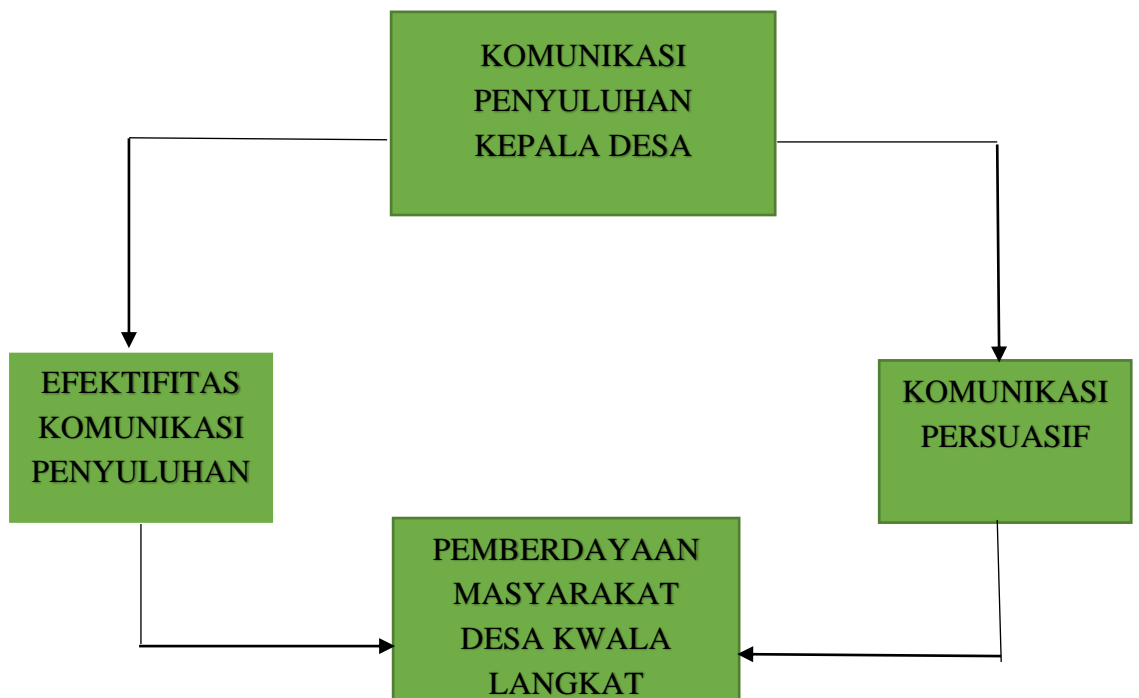 KOMUNIKASI
PENYULUHAN
KEPALA DESA
EFEKTIFITAS
KOMUNIKASI
PENYULUHAN
KOMUNIKASI
PERSUASIF
PEMBERDAYAAN
MASYARAKAT
DESA KWALA
LANGKAT